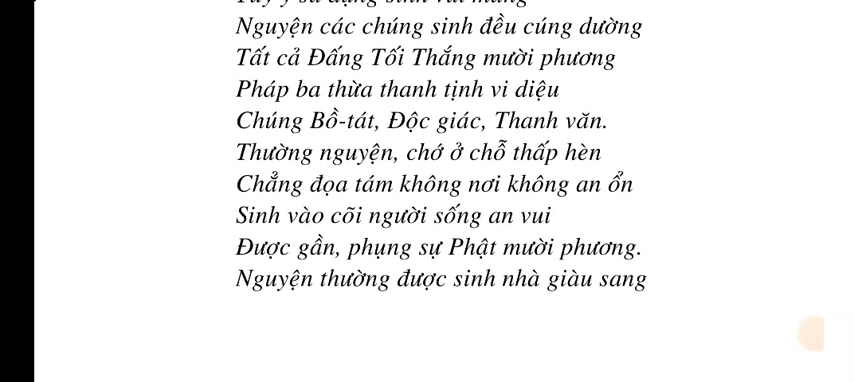 Nguyện các chúng sinh đều cúng dường
Tất cả Đấng Tối Thắng mười phương
Pháp ba thừa thanh tịnh vi diệu
Chúng Bồ-tát, Độc giác, Thanh văn.
Thường nguyện, chớ ở chỗ thấp hèn
Chẳng đọa tám không nơi không an ổn
Sinh vào cõi người sống an vui
Được gần, phụng sự Phật mười phương.
Nguyện thường được sinh nhà giàu sang